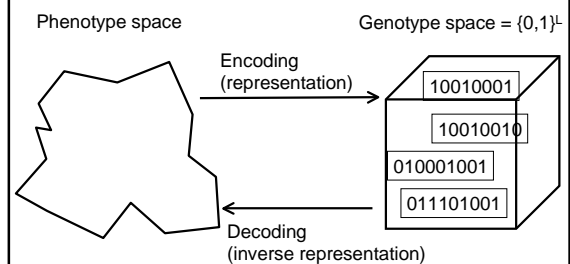 Phenotype space
Genotype space = {0,1}ᴸ
Encoding
(representation)
10010001
10010010
010001001
011101001
Decoding
(inverse representation)